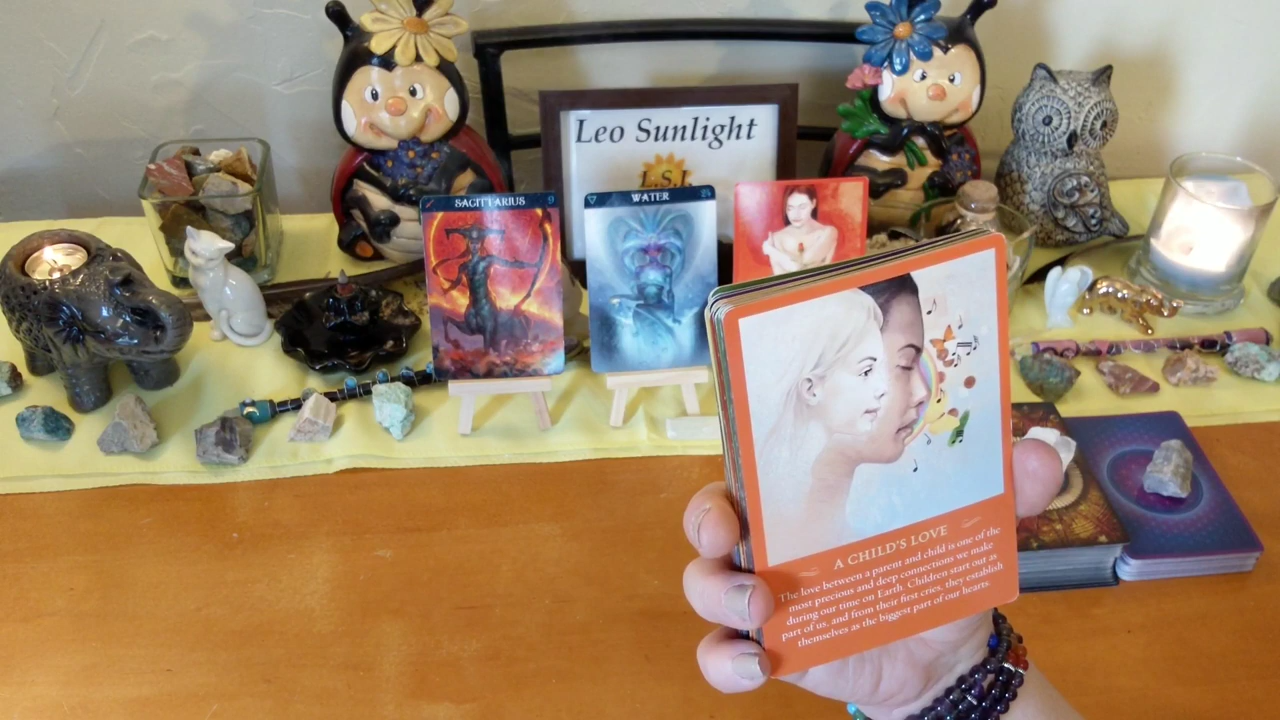 Leo Sunlight
L.S.I.
SAGITTARIUS 9
WATER
A CHILD'S LOVE
The love between a parent and child is one of the
most precious and deep connections we make
during our time on Earth. Children start out as
part of us, and from their first cries, they establish
themselves as the biggest part of our hearts.